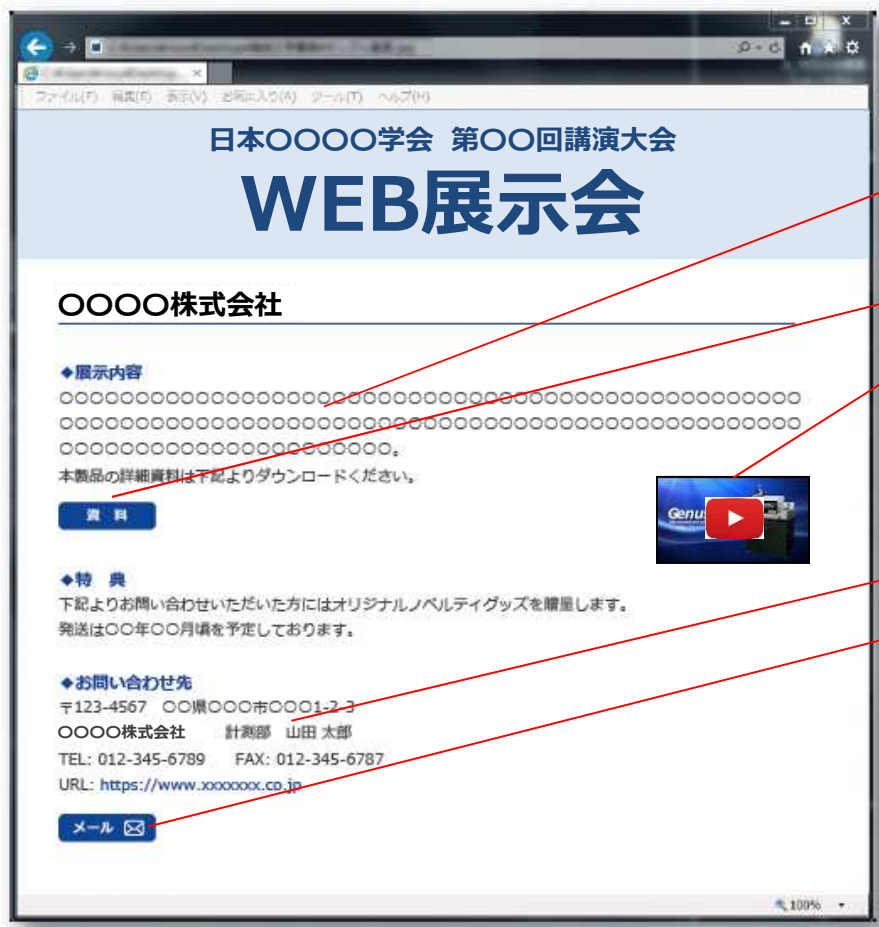 ファイル(F) 編集(E) 表示(V) お気に入り(A) ツール(T) ヘルプ(H)
日本〇〇〇〇学会 第〇〇回講演大会
WEB展示会
〇〇〇〇株式会社
◆展示内容
〇〇〇〇〇〇〇〇〇〇〇〇〇〇〇〇〇〇〇〇〇〇〇〇〇〇〇〇〇〇〇〇〇〇〇〇〇〇〇〇〇〇〇〇〇〇〇〇〇
〇〇〇〇〇〇〇〇〇〇〇〇〇〇〇〇〇〇〇〇〇〇〇〇〇〇〇〇〇〇〇〇〇〇〇〇〇〇〇〇〇〇〇〇〇〇〇〇〇
〇〇〇〇〇〇〇〇〇〇〇〇〇〇〇〇〇〇〇〇〇〇。
本製品の詳細資料は下記よりダウンロードください。
資 料
Genus
◆特 典
下記よりお問い合わせいただいた方にはオリジナルノベルティグッズを贈呈します。
発送は〇〇年〇〇月頃を予定しております。
◆お問い合わせ先
〒123-4567 〇〇県〇〇〇市〇〇〇1-2-3
〇〇〇〇株式会社 計測部 山田 太郎
TEL: 012-345-6789 FAX: 012-345-6787
URL: https://www.xxxxxxx.co.jp
メール
100%